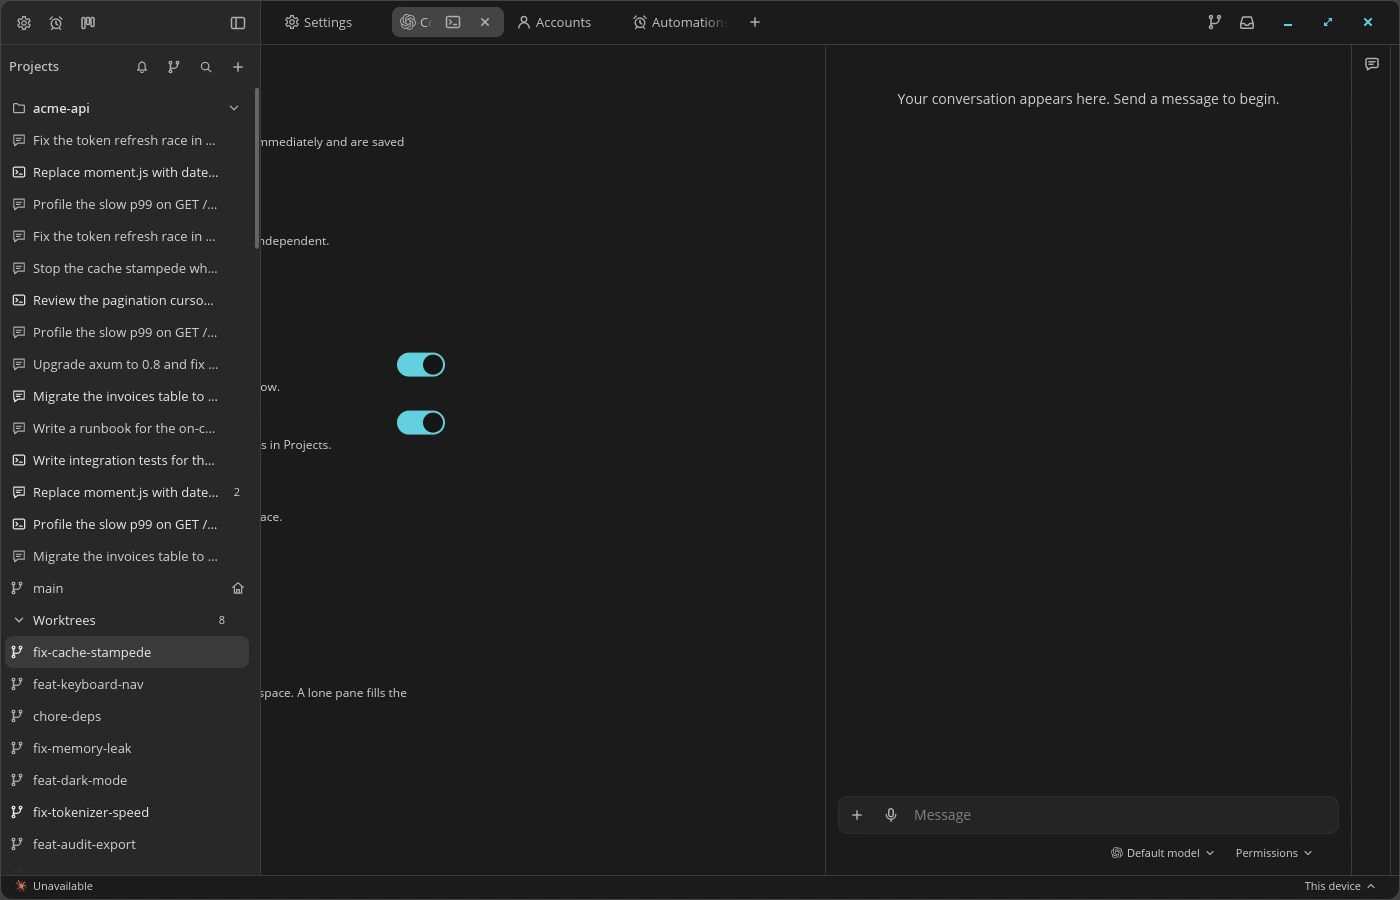 Settings
C
Accounts
Automation
Projects
acme-api
Fix the token refresh race in ...
Replace moment.js with date...
Profile the slow p99 on GET /...
Fix the token refresh race in ...
Stop the cache stampede wh...
Review the pagination curso...
Profile the slow p99 on GET /...
Upgrade axum to 0.8 and fix ...
Migrate the invoices table to ...
Write a runbook for the on-c...
Write integration tests for th...
Replace moment.js with date... 2
Profile the slow p99 on GET /...
Migrate the invoices table to ...
main
Worktrees 8
fix-cache-stampede
feat-keyboard-nav
chore-deps
fix-memory-leak
feat-dark-mode
fix-tokenizer-speed
feat-audit-export
mmediately and are saved
ndependent.
ow.
s in Projects.
ace.
space. A lone pane fills the
Your conversation appears here. Send a message to begin.
Message
Default model
Permissions
Unavailable
This device